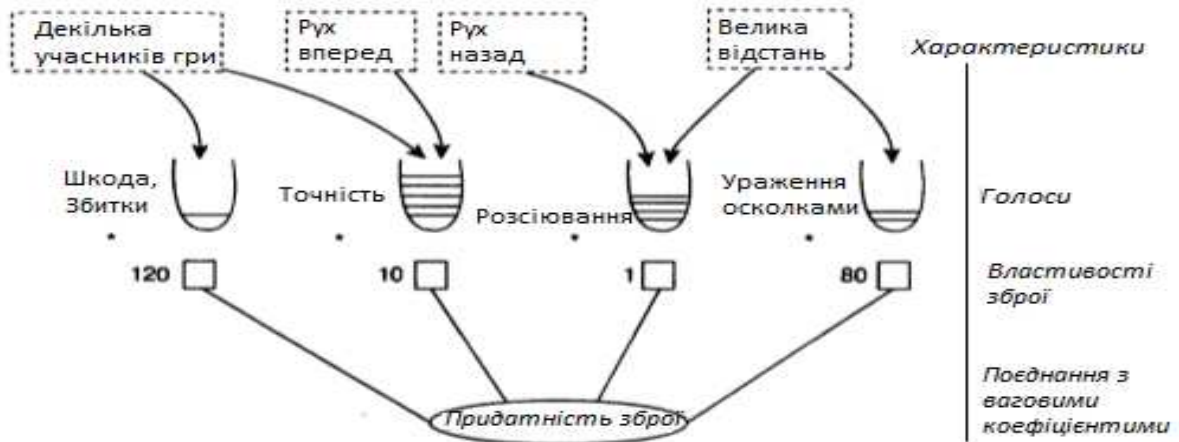 Декілька
учасників гри
Рух
вперед
Рух
назад
Велика
відстань
Характеристики
Шкода,
Збитки
Точність
Розсіювання
Ураження
осколками
Голоси
120
10
1
80
Властивості
зброї
Придатність зброї
Поєднання з
ваговими
коефіцієнтими